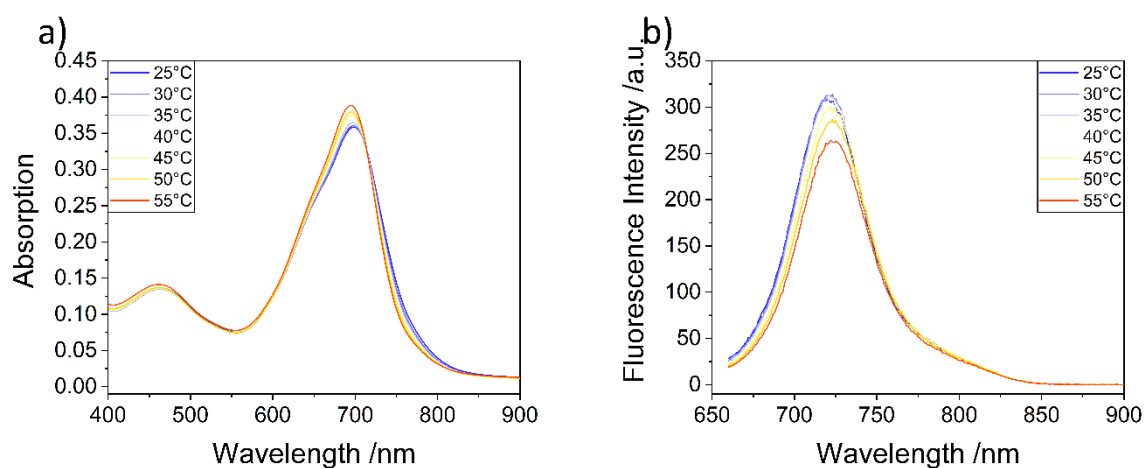 a)
0.45
0.40
0.35
0.30
0.25
0.20
0.15
0.10
0.05
0.00
Absorption
25°C
30°C
35°C
40°C
45°C
50°C
55°C
400 500 600 700 800 900
Wavelength /nm
b)
350
300
250
200
150
100
50
0
Fluorescence Intensity /a.u.
25°C
30°C
35°C
40°C
45°C
50°C
55°C
650 700 750 800 850 900
Wavelength /nm